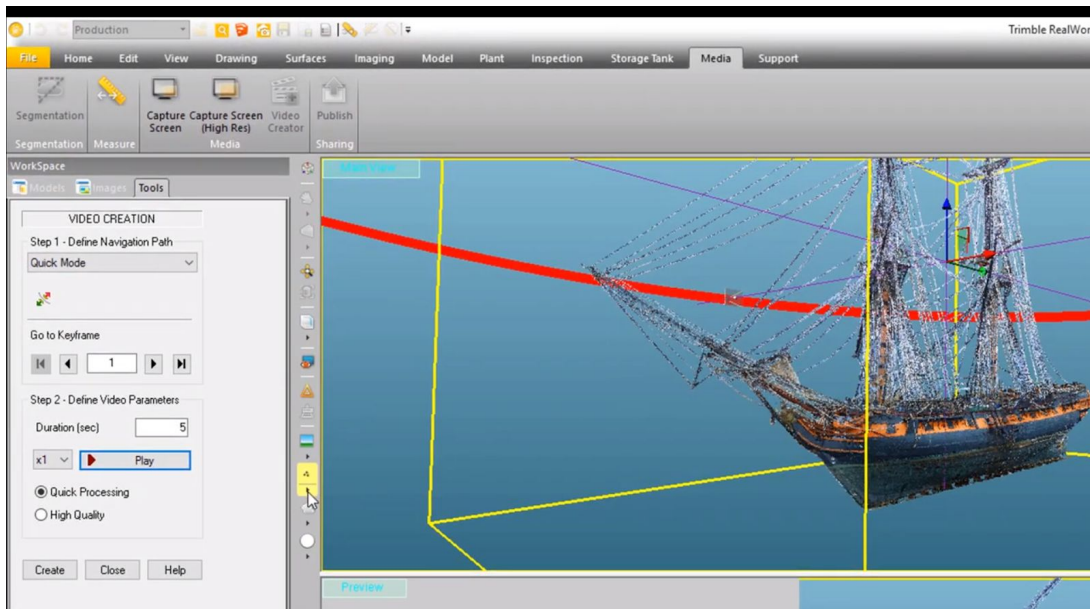 Production
Trimble RealWor
File Home Edit View Drawing Surfaces Imaging Model Plant Inspection Storage Tank Media Support
Segmentation
Capture Screen
Capture Screen (High Res)
Video Creator
Publish
Segmentation Measure Media Sharing
WorkSpace
Models Images Tools
Main View
VIDEO CREATION
Step 1 - Define Navigation Path
Quick Mode
Go to Keyframe
1
Step 2 - Define Video Parameters
Duration (sec) 5
x1 Play
Quick Processing
High Quality
Create Close Help
Preview